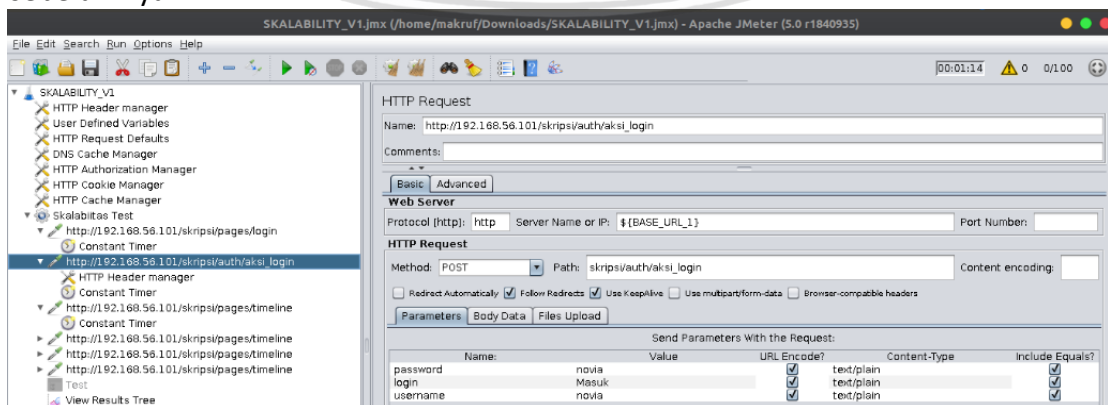 SKALABILITY_V1.jmx (/home/makruf/Downloads/SKALABILITY_V1.jmx) - Apache JMeter (5.0 r1840935)
File Edit Search Run Options Help
00:01:14 0 0/100
SKALABILITY_V1
HTTP Header manager
User Defined Variables
HTTP Request Defaults
DNS Cache Manager
HTTP Authorization Manager
HTTP Cookie Manager
HTTP Cache Manager
Skalabiitas Test
http://192.168.56.101/skripsi/pages/login
Constant Timer
http://192.168.56.101/skripsi/auth/aksi_login
HTTP Header manager
Constant Timer
http://192.168.56.101/skripsi/pages/timeline
Constant Timer
http://192.168.56.101/skripsi/pages/timeline
http://192.168.56.101/skripsi/pages/timeline
http://192.168.56.101/skripsi/pages/timeline
Test
View Results Tree
HTTP Request
Name: http://192.168.56.101/skripsi/auth/aksi_login
Comments:
Basic Advanced
Web Server
Protocol [http]: http Server Name or IP: ${BASE_URL_1} Port Number:
HTTP Request
Method: POST Path: skripsi/auth/aksi_login Content encoding:
Redirect Automatically Follow Redirects Use KeepAlive Use multipart/form-data Browser-compatible headers
Parameters Body Data Files Upload
Send Parameters With the Request:
Name: Value URL Encode? Content-Type Include Equals?
password novia text/plain
login Masuk text/plain
username novia text/plain